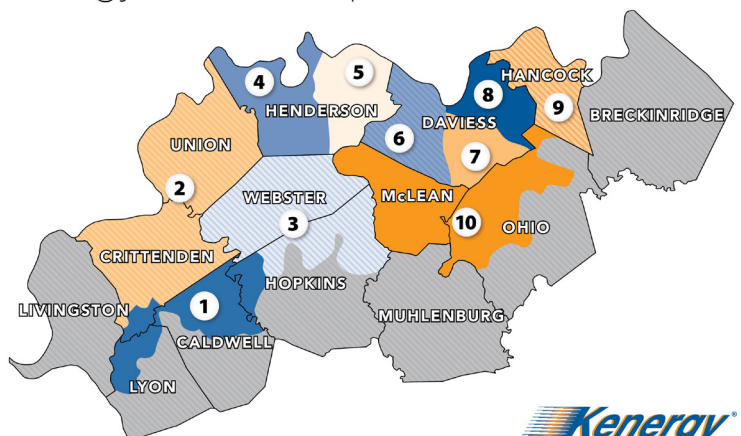 4
5
HENDERSON
6
DAVIESS
8
7
HANCOCK
9
BRECKINRIDGE
UNION
2
WEBSTER
3
McLEAN
10
OHIO
CRITTENDEN
HOPKINS
LIVINGSTON
1
CALDWELL
MUHLENBURG
LYON
Kenergy